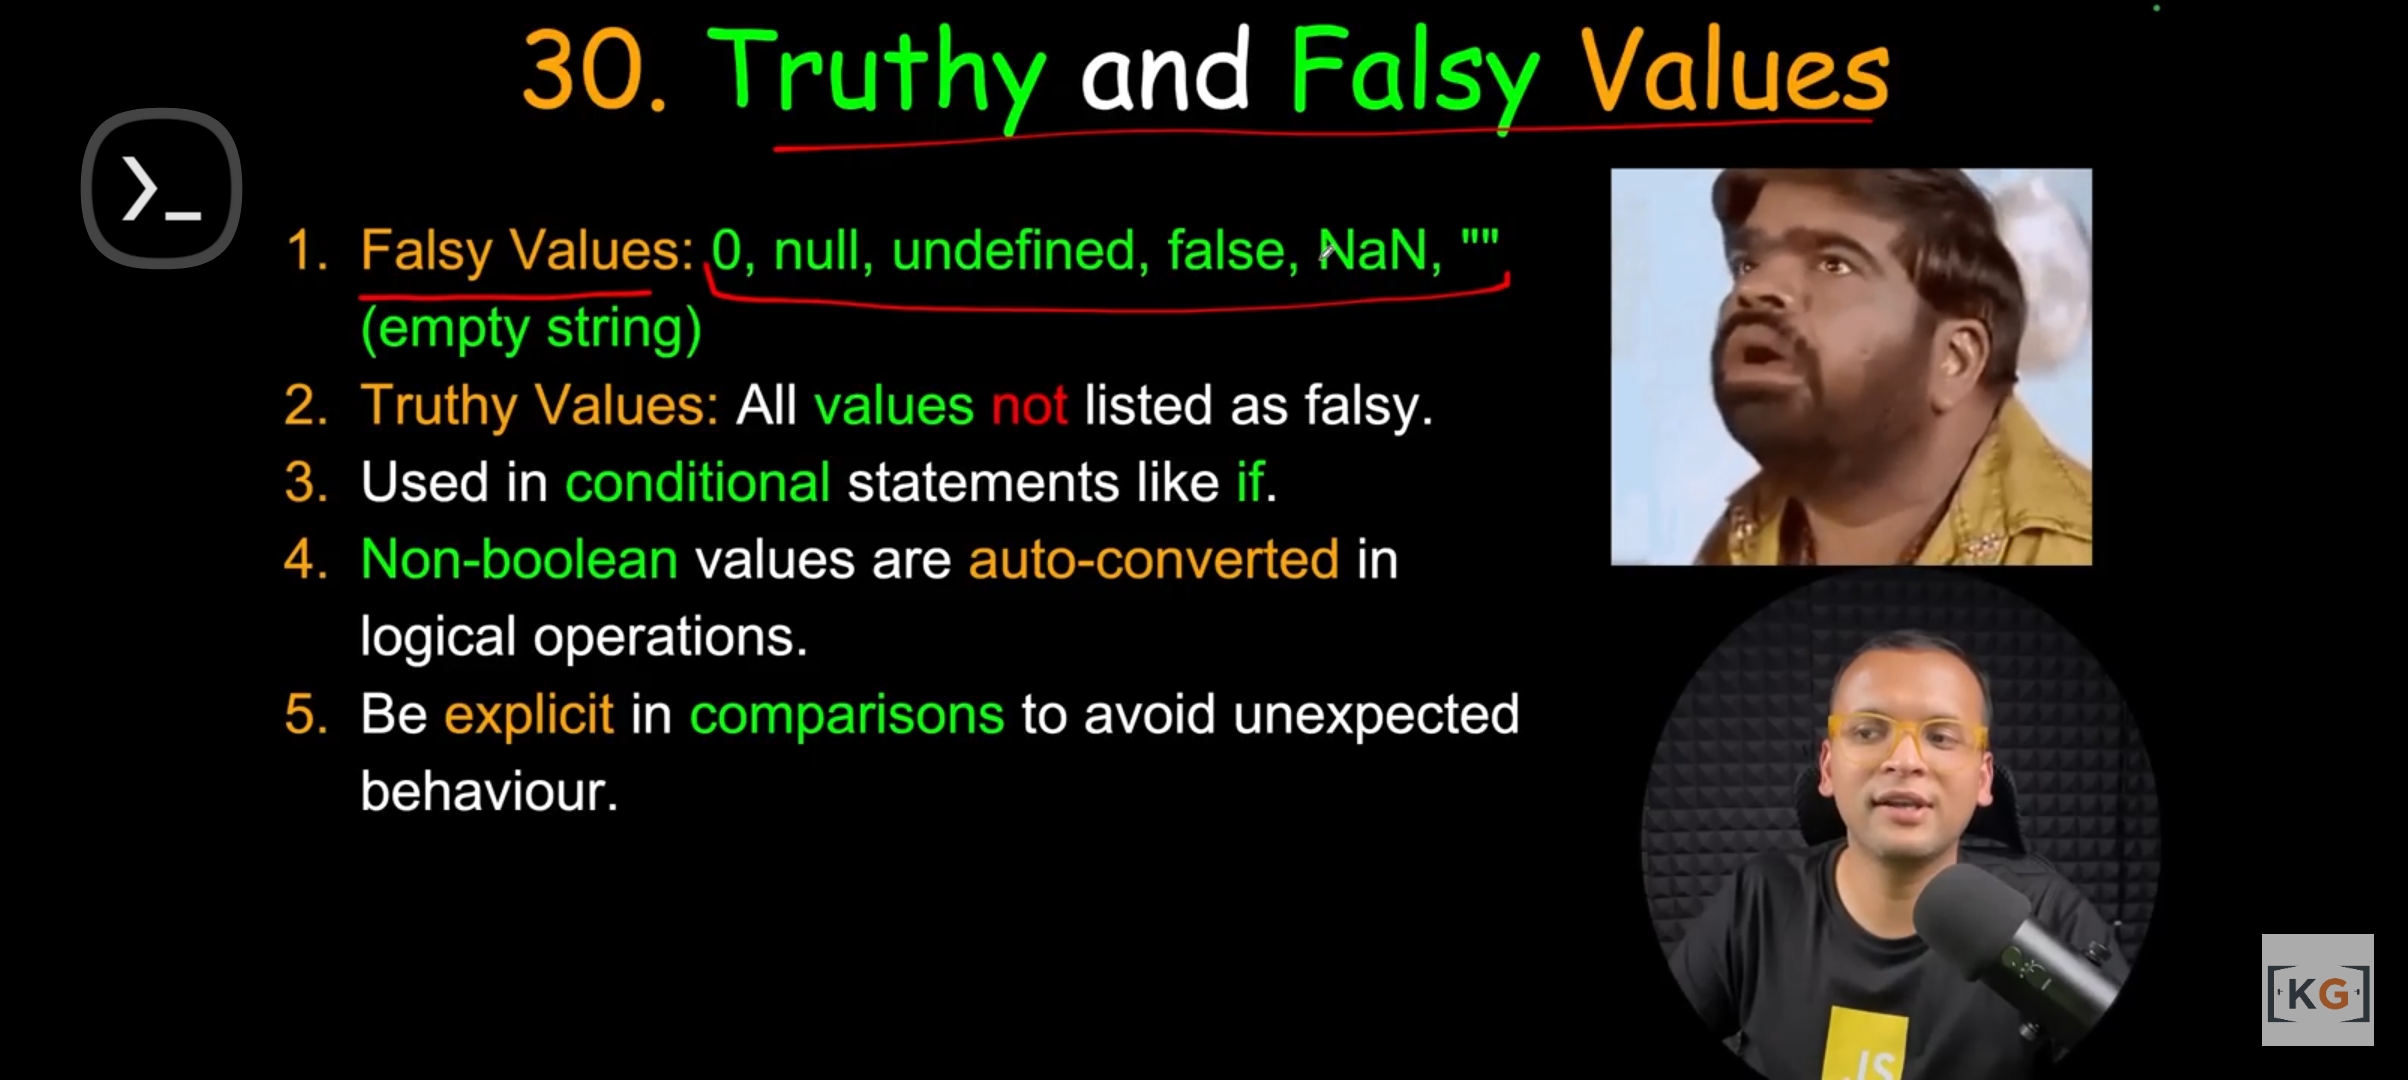 30. Truthy and Falsy Values
1. Falsy Values: 0, null, undefined, false, NaN, ""
(empty string)
2. Truthy Values: All values not listed as falsy.
3. Used in conditional statements like if.
4. Non-boolean values are auto-converted in
logical operations.
5. Be explicit in comparisons to avoid unexpected
behaviour.
JS
KG